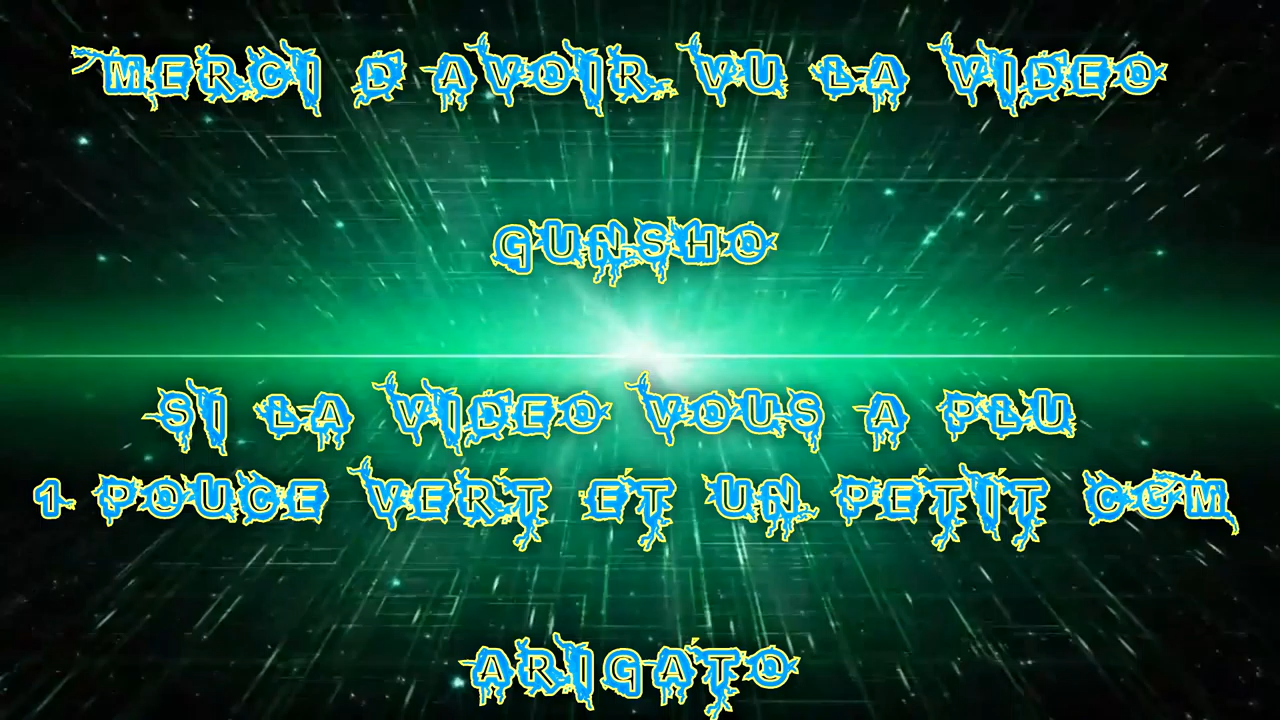 MERCI D AVOIR VU LA VIDEO
GUNSHO
SI LA VIDEO VOUS A PLU
1 POUCE VERT ET UN PETIT COM
ARIGATO